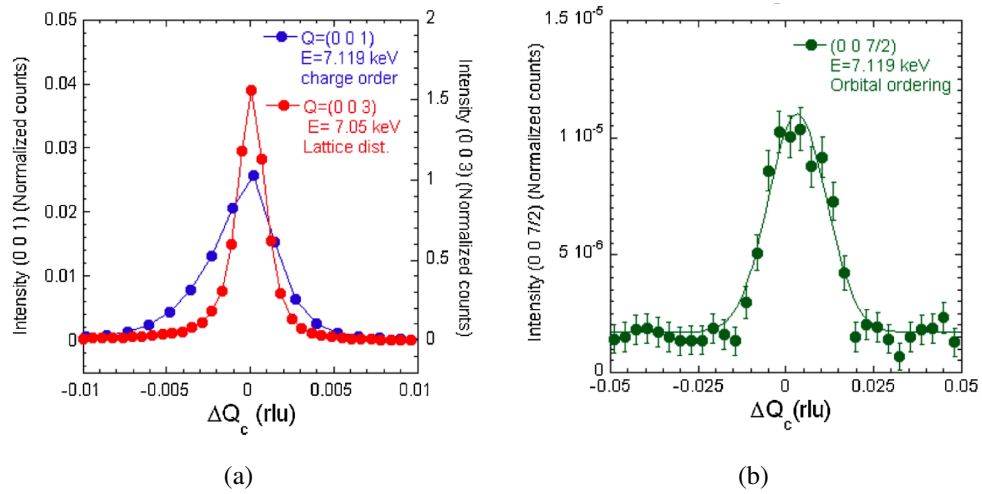 Intensity (0 0 1) (Normalized counts)
0.05
0.04
0.03
0.02
0.01
0
-0.01
-0.005
0
0.005
0.01
ΔQc (rlu)
2
1.5
1
0.5
0
Intensity (0 0 3) (Normalized counts)
Q=(0 0 1)
E=7.119 keV
charge order
Q=(0 0 3)
E= 7.05 keV
Lattice dist.
(a)
Intensity (0 0 7/2) (Normalized counts)
1.5 10-5
1 10-5
5 10-6
0
-0.05
-0.025
0
0.025
0.05
ΔQc(rlu)
(0 0 7/2)
E=7.119 keV
Orbital ordering
(b)